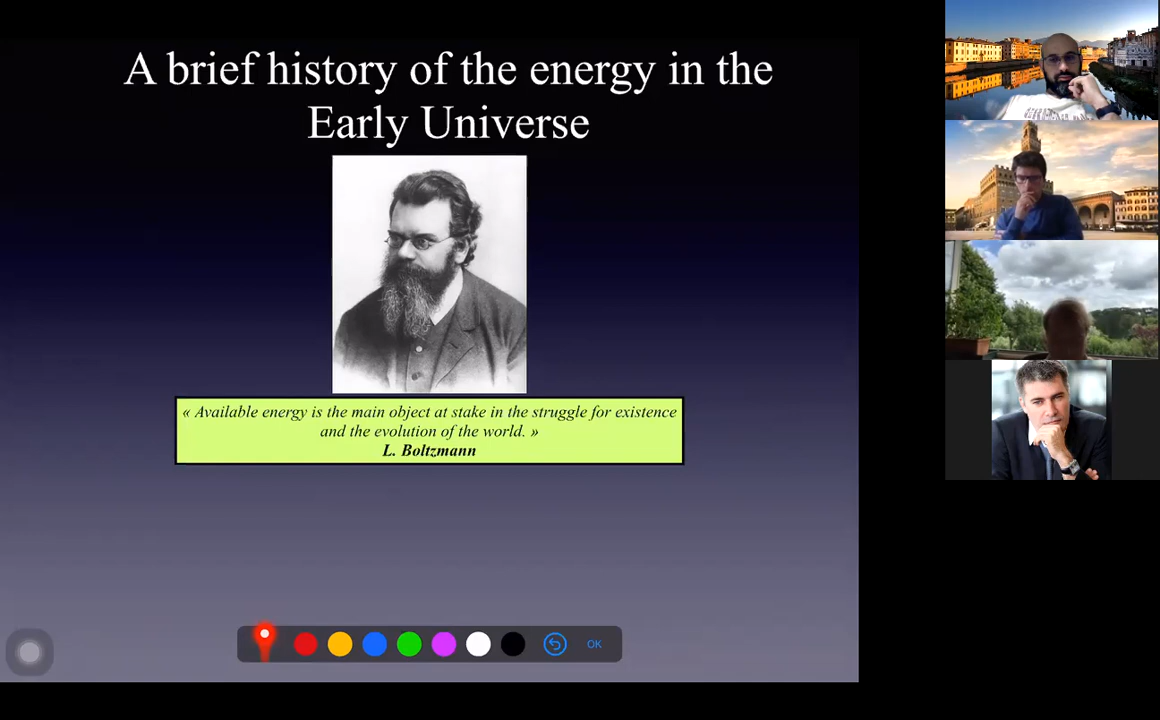 A brief history of the energy in the
Early Universe
« Available energy is the main object at stake in the struggle for existence
and the evolution of the world. »
L. Boltzmann
OK